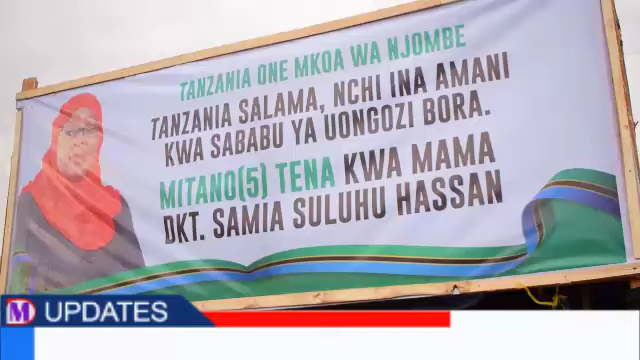 TANZANIA ONE MKOA WA NJOMBE
TANZANIA SALAMA, NCHI INA AMANI
KWA SABABU YA UONGOZI BORA.
MITANO(5) TENA KWA MAMA
DKT. SAMIA SULUHU HASSAN
M UPDATES